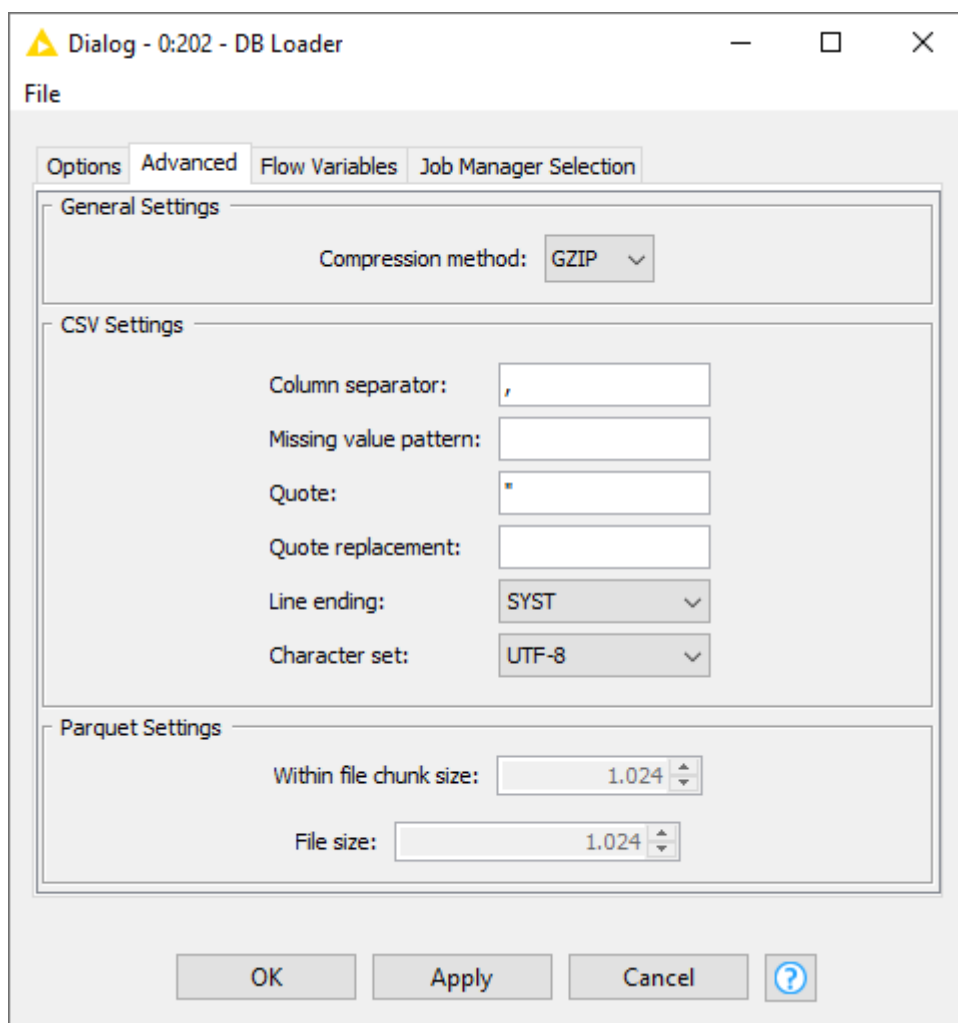 Dialog - 0:202 - DB Loader
File
Options Advanced Flow Variables Job Manager Selection
General Settings
Compression method: GZIP
CSV Settings
Column separator: ,
Missing value pattern:
Quote: "
Quote replacement:
Line ending: SYST
Character set: UTF-8
Parquet Settings
Within file chunk size: 1.024
File size: 1.024
OK Apply Cancel ?